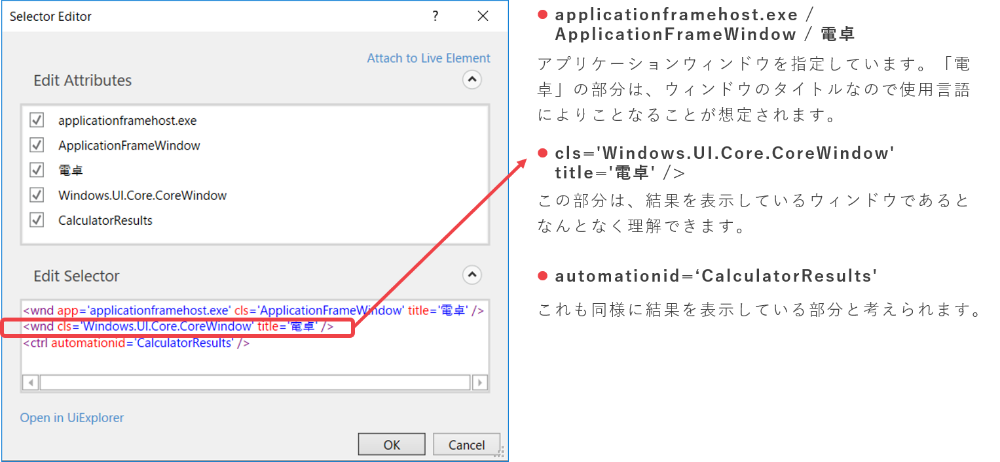 Selector Editor
?
Attach to Live Element
Edit Attributes
applicationframehost.exe
ApplicationFrameWindow
電卓
Windows.UI.Core.CoreWindow
CalculatorResults
Edit Selector
<wnd app='applicationframehost.exe' cls='ApplicationFrameWindow' title='電卓' />
<wnd cls='Windows.UI.Core.CoreWindow' title='電卓' />
<ctrl automationid='CalculatorResults' />
Open in UiExplorer
OK
Cancel
● applicationframehost.exe /
ApplicationFrameWindow / 電卓
アプリケーションウィンドウを指定しています。「電
卓」の部分は、ウィンドウのタイトルなので使用言語
によりことなることが想定されます。
● cls='Windows.UI.Core.CoreWindow'
title='電卓' />
この部分は、結果を表示しているウィンドウであると
なんとなく理解できます。
● automationid=‘CalculatorResults'
これも同様に結果を表示している部分と考えられます。